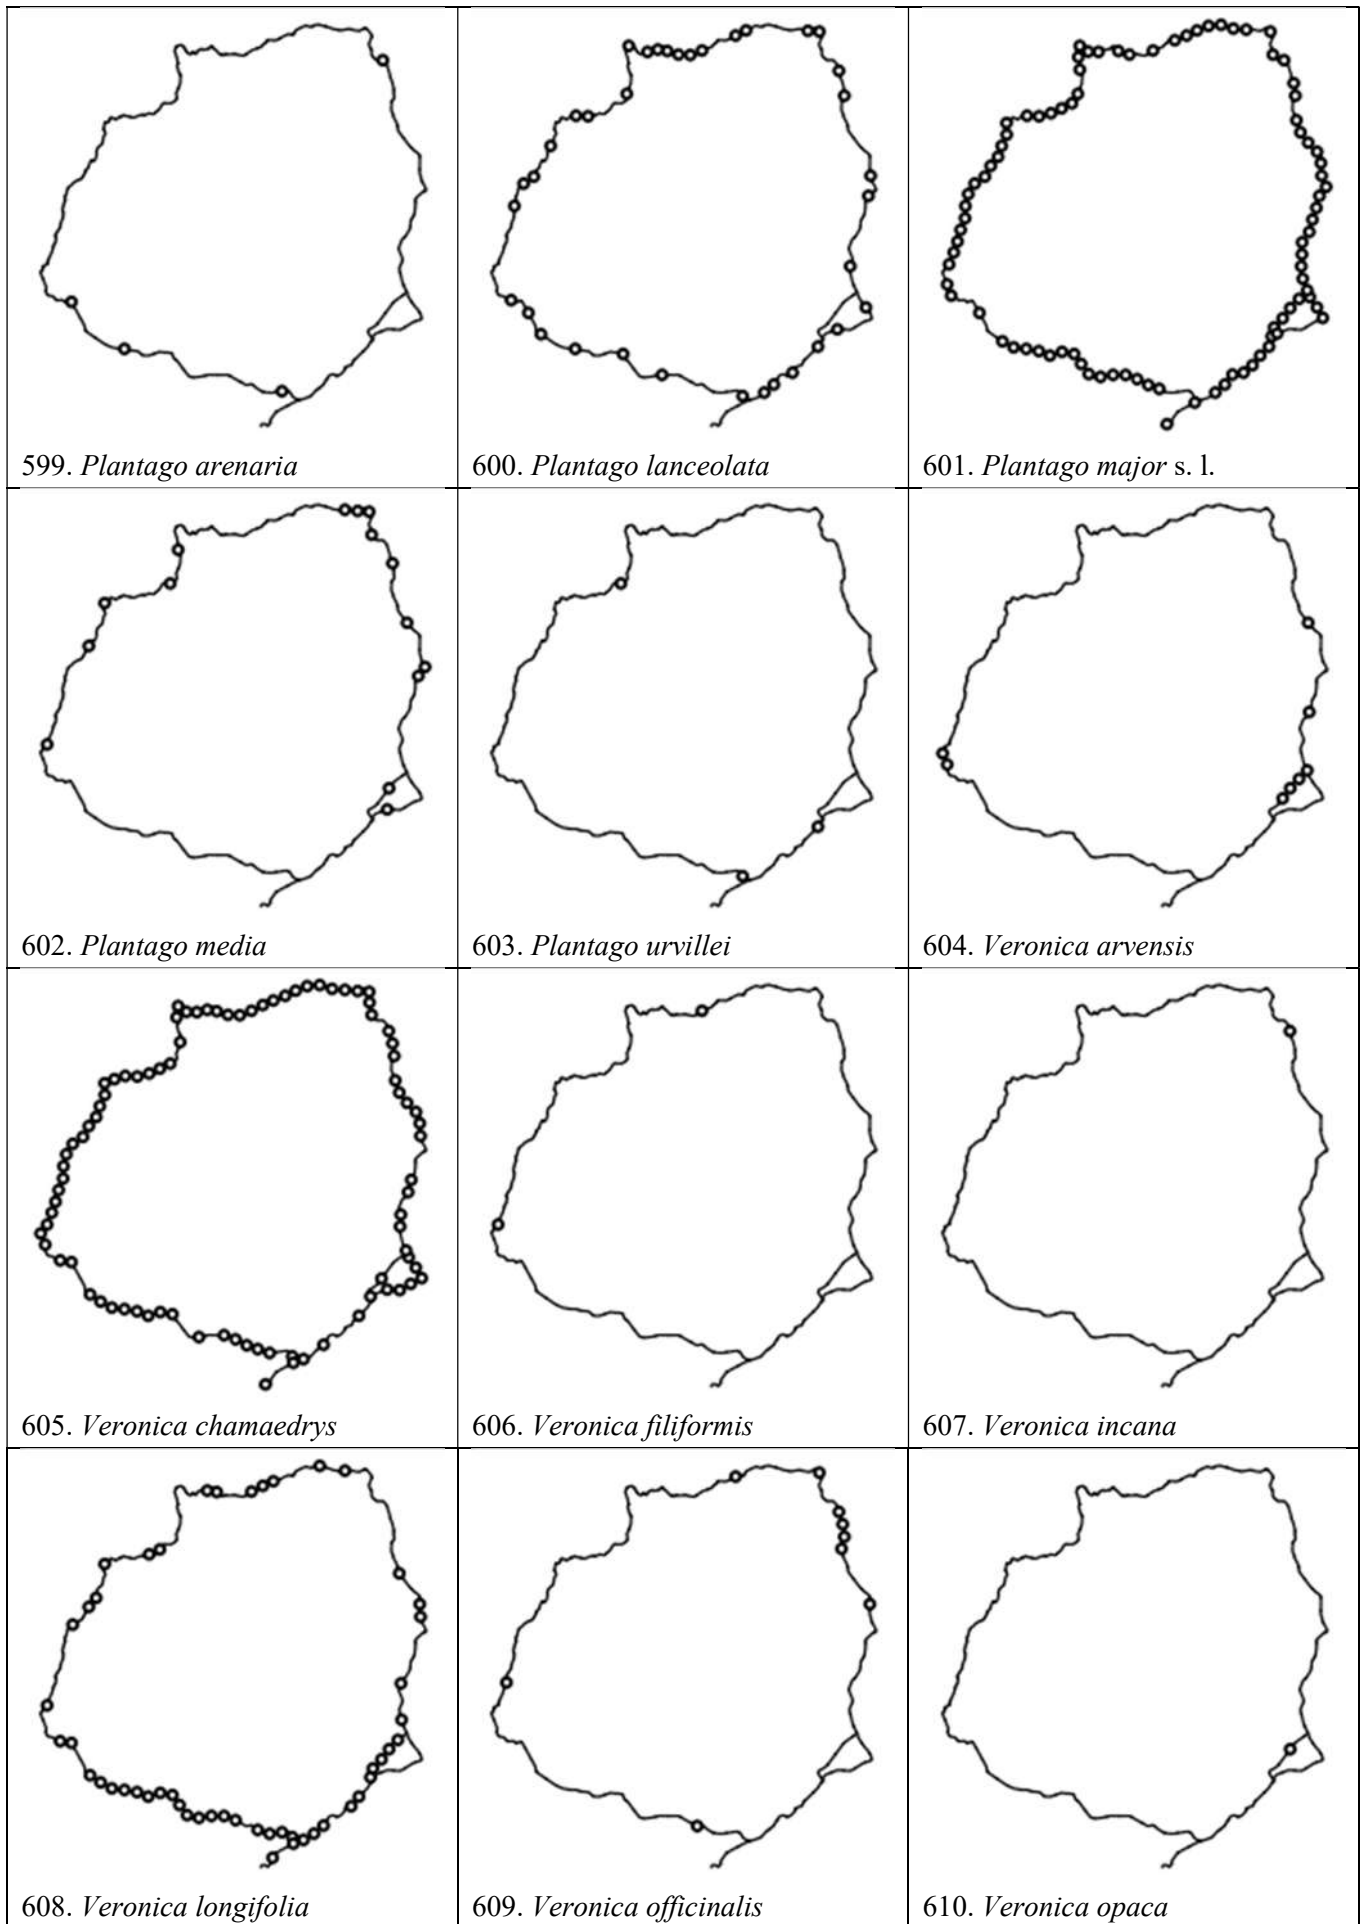 599. Plantago arenaria
600. Plantago lanceolata
601. Plantago major s. l.
602. Plantago media
603. Plantago urvillei
604. Veronica arvensis
605. Veronica chamaedrys
606. Veronica filiformis
607. Veronica incana
608. Veronica longifolia
609. Veronica officinalis
610. Veronica opaca